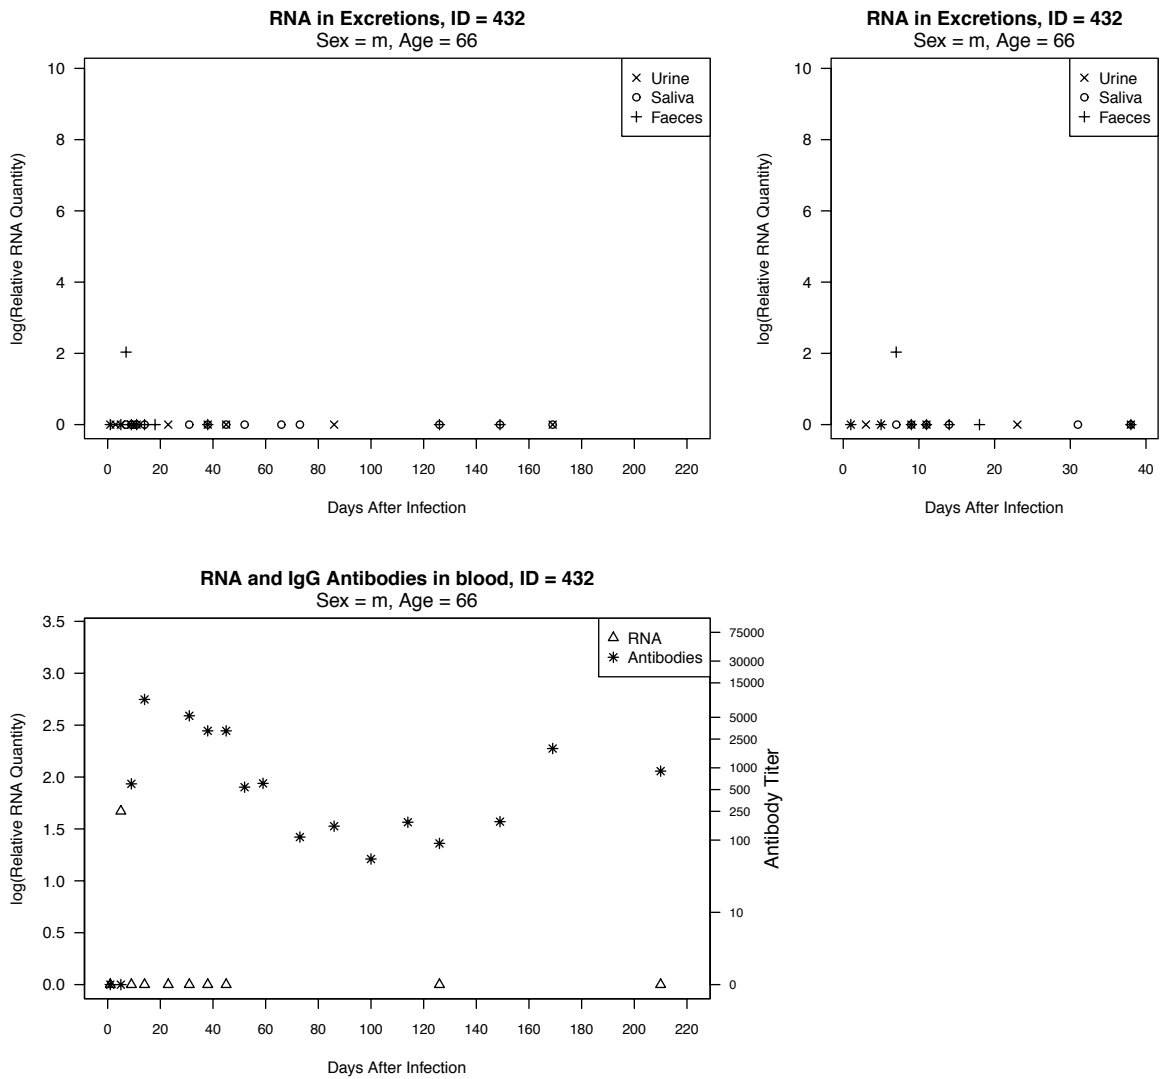 RNA in Excretions, ID = 432
Sex = m, Age = 66
log(Relative RNA Quantity)
10
8
6
4
2
0
Urine
Saliva
Faeces
0 20 40 60 80 100 120 140 160 180 200 220
Days After Infection
RNA in Excretions, ID = 432
Sex = m, Age = 66
log(Relative RNA Quantity)
10
8
6
4
2
0
Urine
Saliva
Faeces
0 10 20 30 40
Days After Infection
RNA and IgG Antibodies in blood, ID = 432
Sex = m, Age = 66
log(Relative RNA Quantity)
3.5
3.0
2.5
2.0
1.5
1.0
0.5
0.0
RNA
Antibodies
75000
30000
15000
5000
2500
1000
500
250
100
10
0
Antibody Titer
0 20 40 60 80 100 120 140 160 180 200 220
Days After Infection